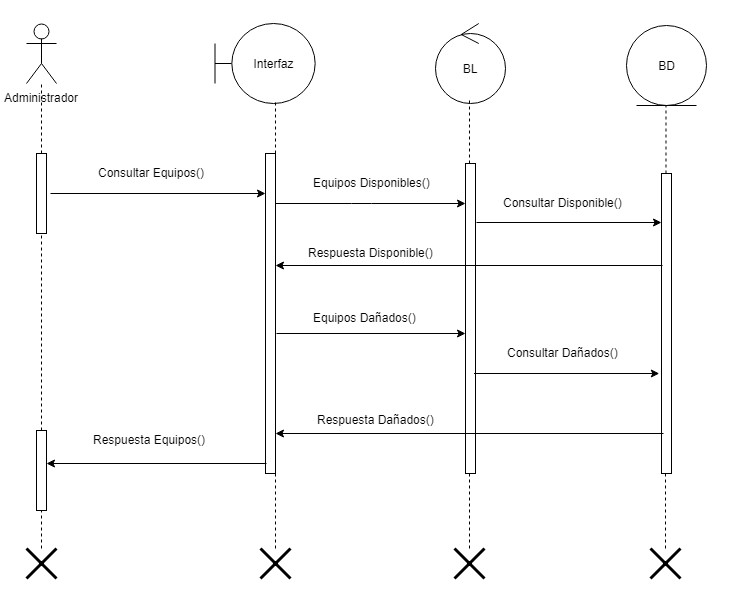 Interfaz
BL
BD
Administrador
Consultar Equipos()
Equipos Disponibles()
Consultar Disponible()
Respuesta Disponible()
Equipos Dañados()
Consultar Dañados()
Respuesta Dañados()
Respuesta Equipos()